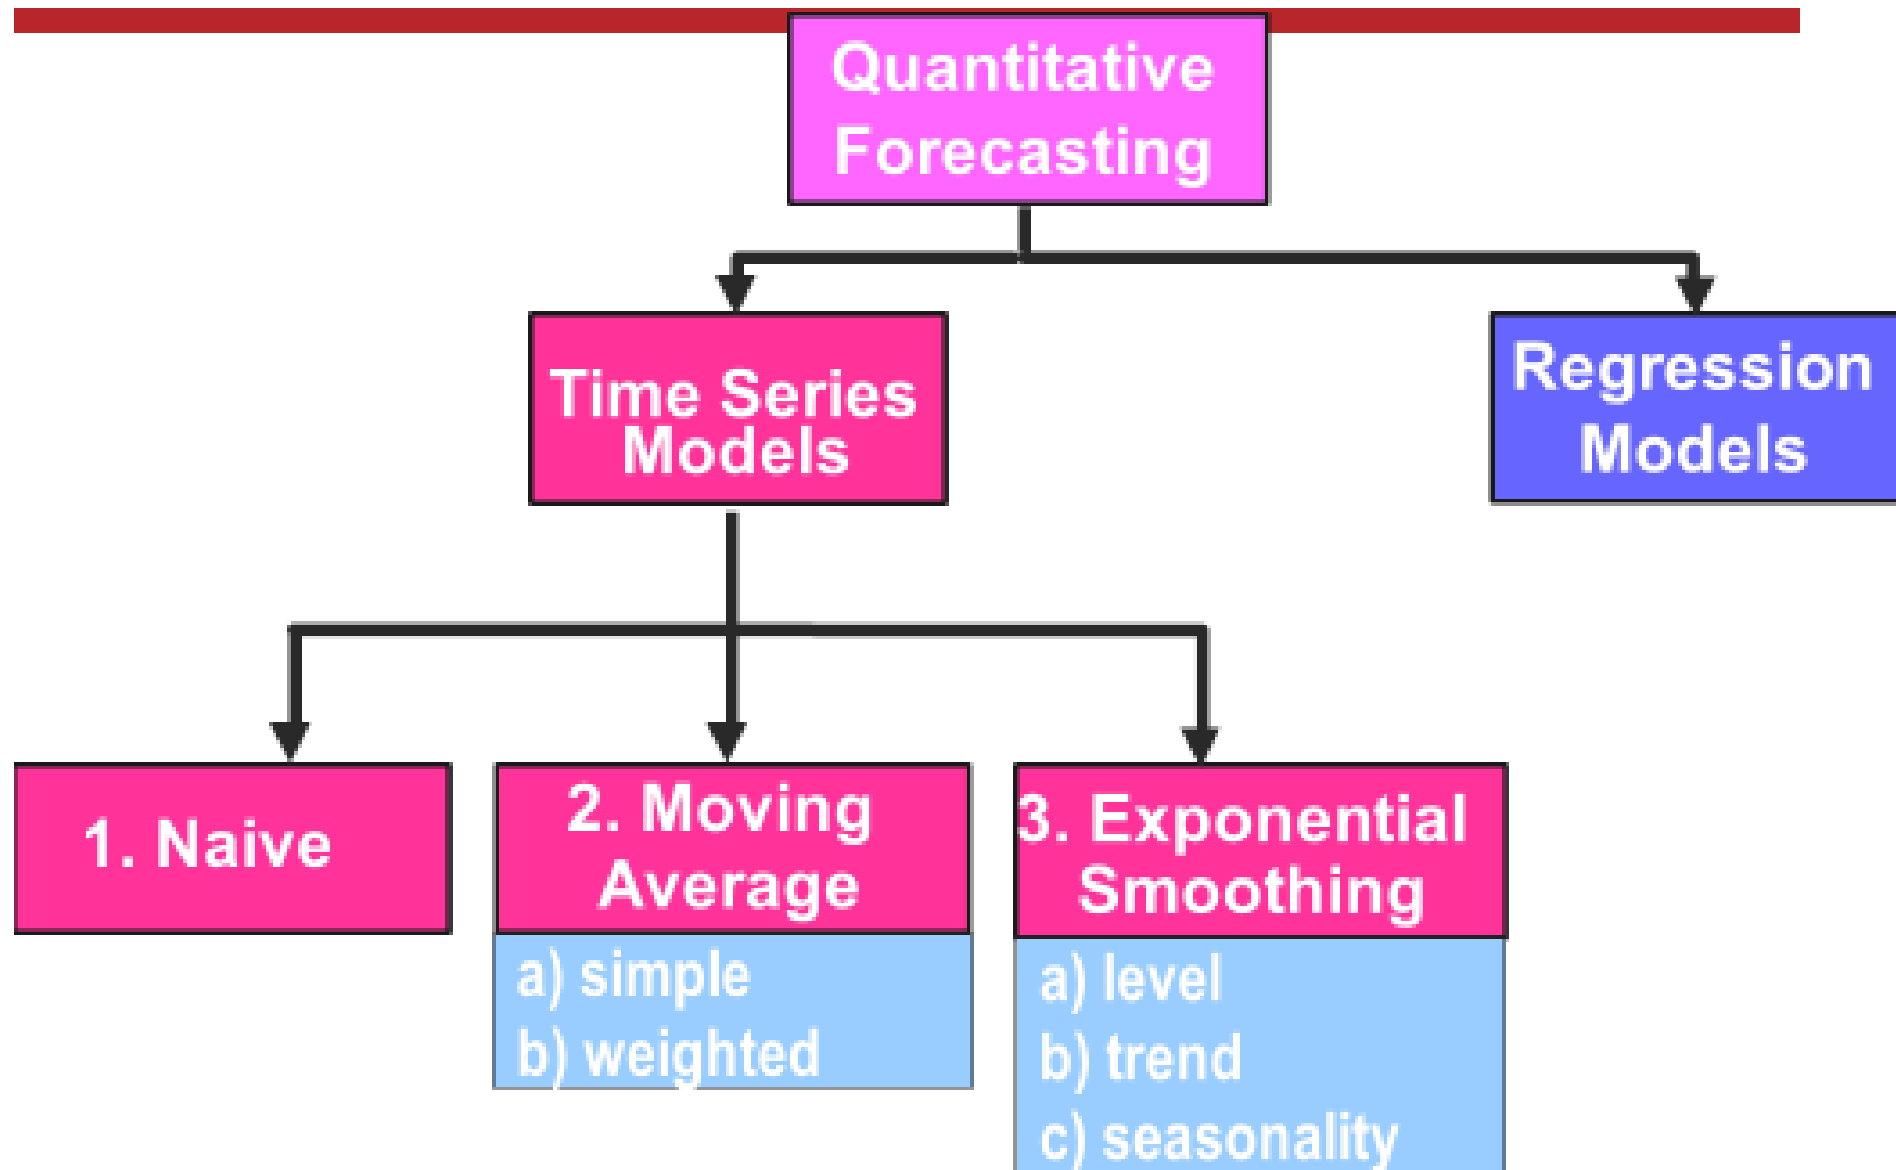 Quantitative
Forecasting
Time Series
Models
Regression
Models
1. Naive
2. Moving
Average
a) simple
b) weighted
3. Exponential
Smoothing
a) level
b) trend
c) seasonality